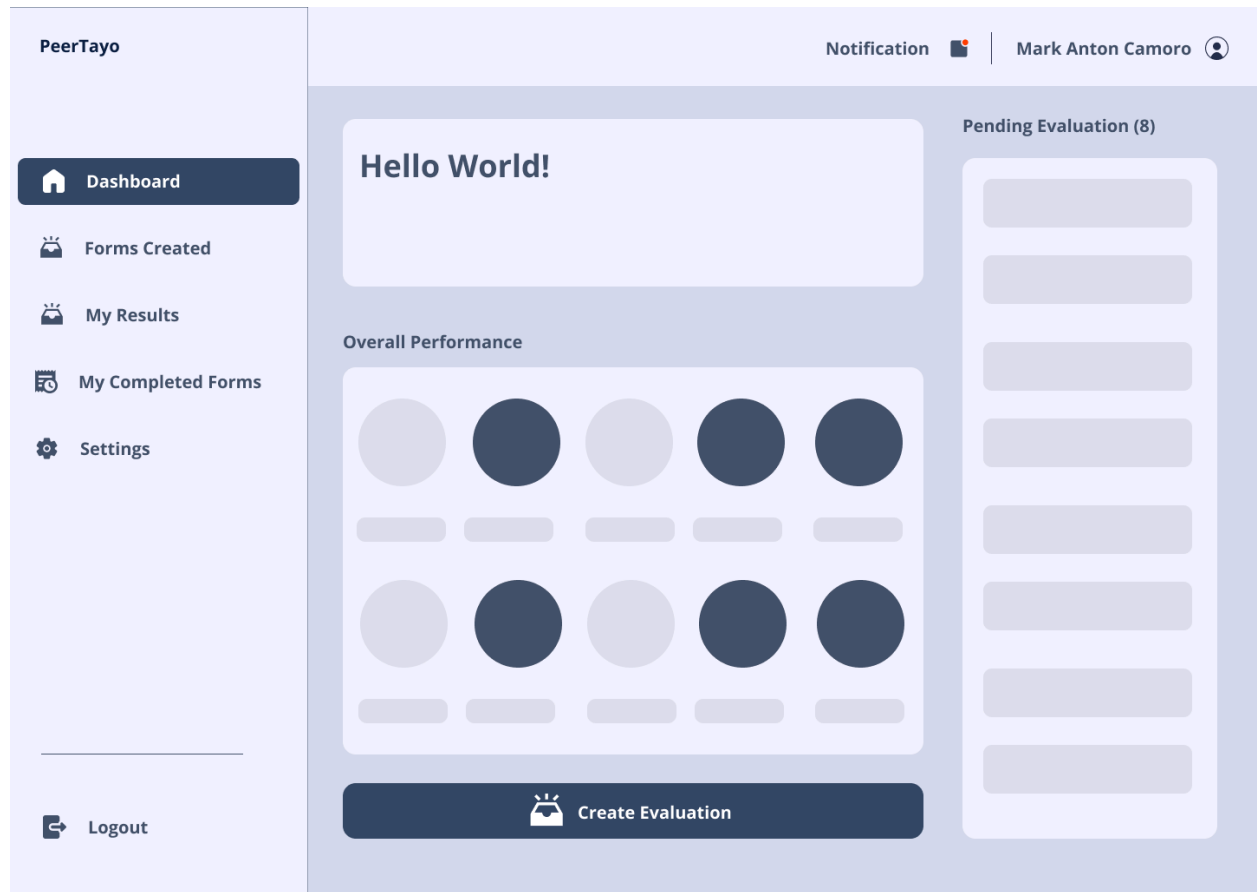 PeerTayo
Notification
Mark Anton Camoro
Dashboard
Forms Created
My Results
My Completed Forms
Settings
Logout
Hello World!
Overall Performance
Create Evaluation
Pending Evaluation (8)